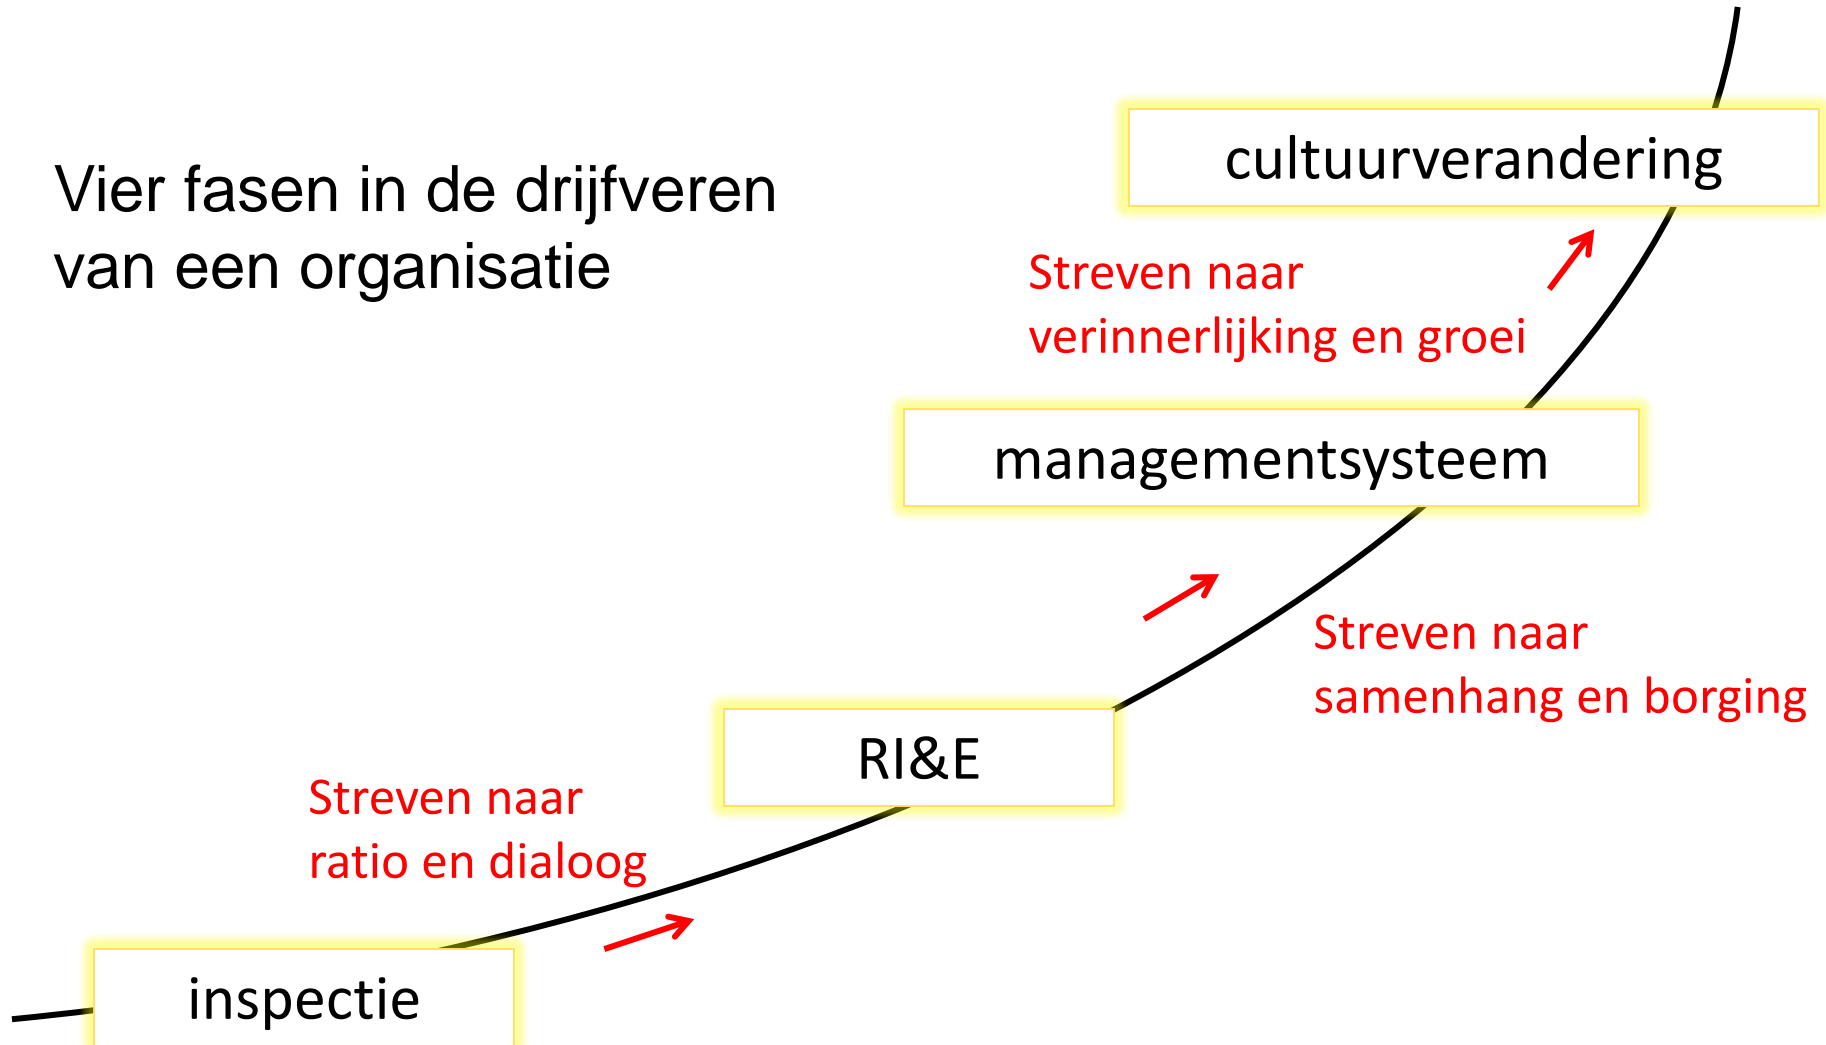 Vier fasen in de drijfveren
van een organisatie
cultuurverandering
Streven naar
verinnerlijking en groei
managementsysteem
Streven naar
samenhang en borging
RI&E
Streven naar
ratio en dialoog
inspectie